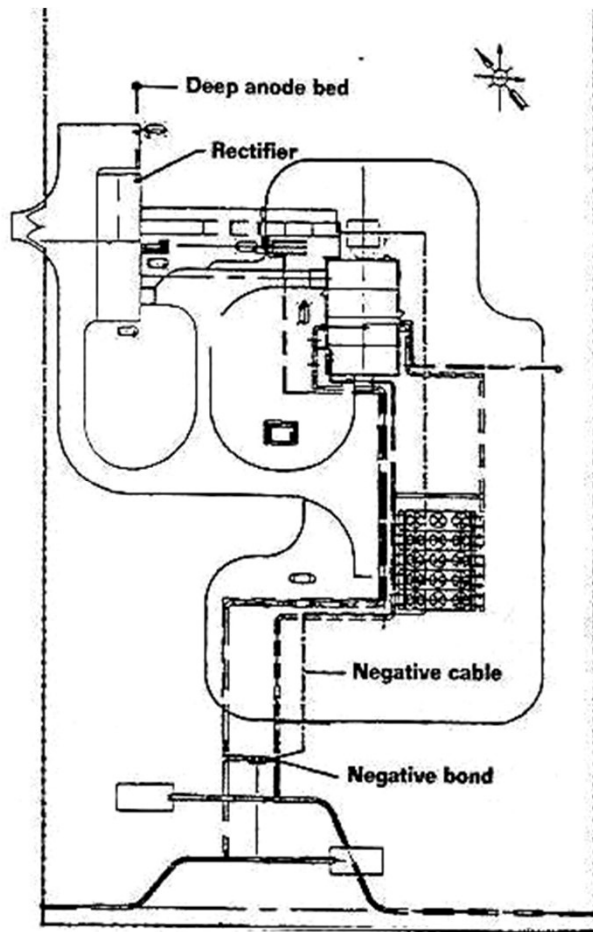 Deep anode bed
Rectifier
Negative cable
Negative bond